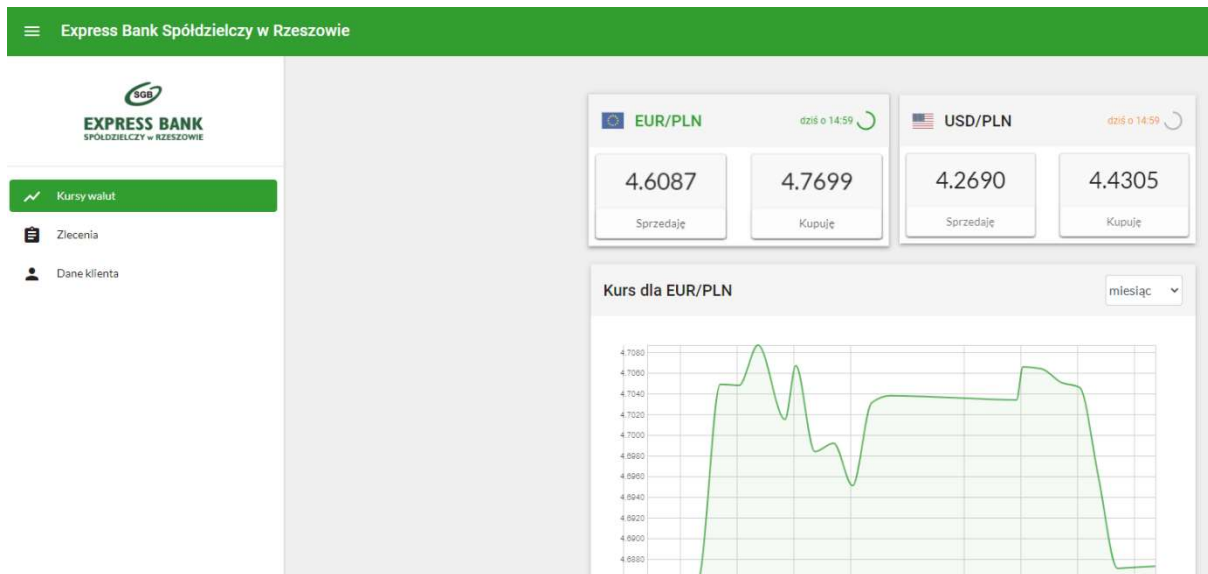 Express Bank Spółdzielczy w Rzeszowie
SGB
EXPRESS BANK
SPÓŁDZIELCZY w RZESZOWIE
Kursy walut
Zlecenia
Dane klienta
EUR/PLN dziś o 14:59
4.6087 4.7699
Sprzedaję Kupuję
USD/PLN dziś o 14:59
4.2690 4.4305
Sprzedaję Kupuję
Kurs dla EUR/PLN miesiąc
4.7080
4.7060
4.7040
4.7020
4.7000
4.6980
4.6960
4.6940
4.6920
4.6900
4.6880